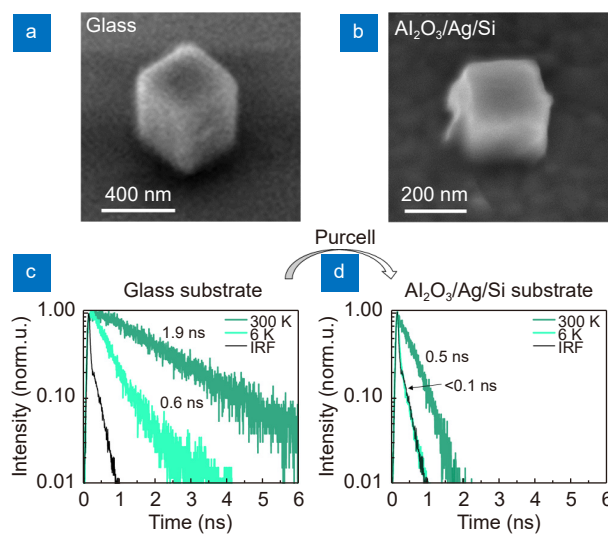 a
Glass
400 nm
b
Al₂O₃/Ag/Si
200 nm
Purcell
c
Glass substrate
Intensity (norm.u.)
1.00
0.10
0.01
300 K
6 K
IRF
1.9 ns
0.6 ns
0 1 2 3 4 5 6
Time (ns)
d
Al₂O₃/Ag/Si substrate
Intensity (norm.u.)
1.00
0.10
0.01
300 K
6 K
IRF
0.5 ns
<0.1 ns
0 1 2 3 4 5 6
Time (ns)